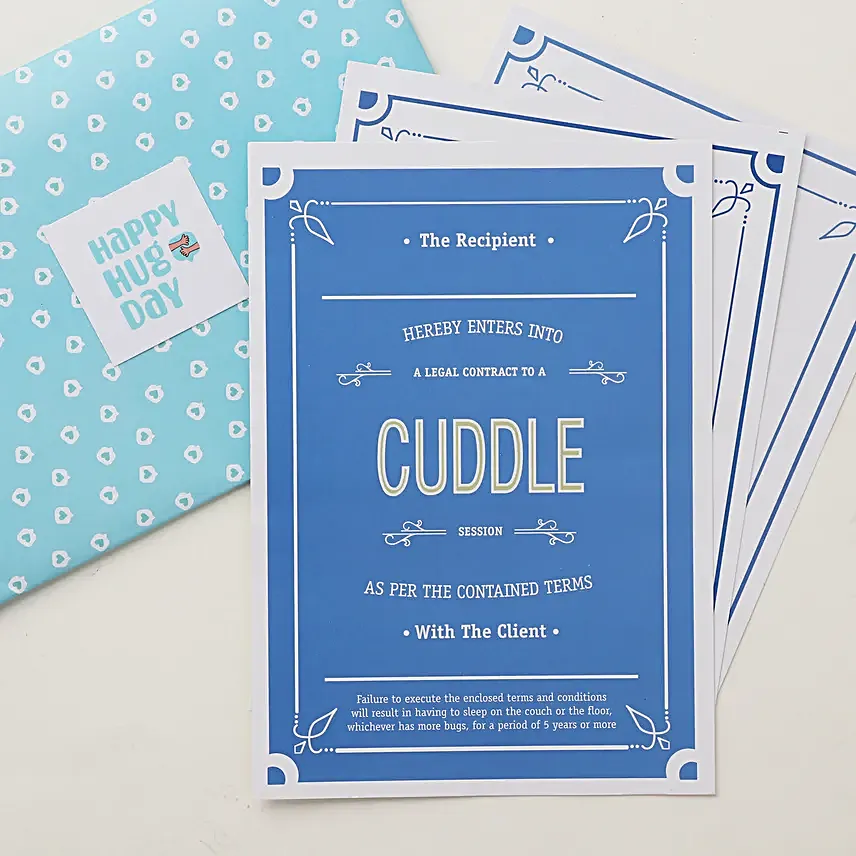 Happy
Hug
Day
• The Recipient •
HEREBY ENTERS INTO
A LEGAL CONTRACT TO A
CUDDLE
SESSION
AS PER THE CONTAINED TERMS
• With The Client •
Failure to execute the enclosed terms and conditions
will result in having to sleep on the couch or the floor,
whichever has more bugs, for a period of 5 years or more